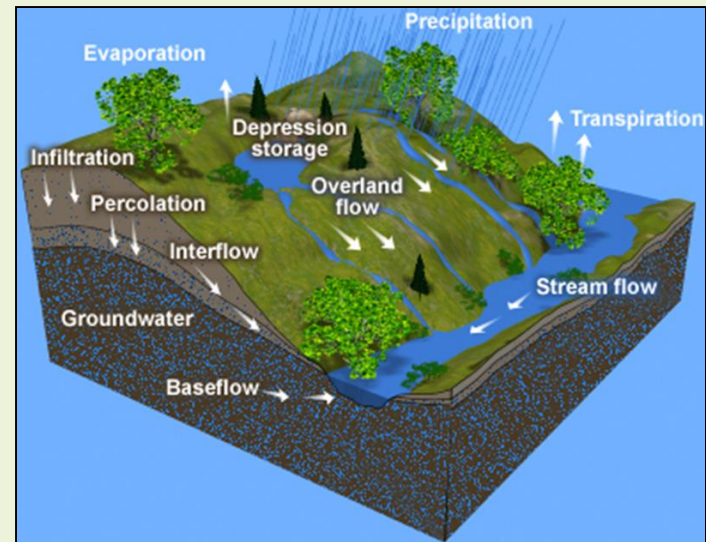 Precipitation
Evaporation
Transpiration
Depression
storage
Infiltration
Overland
flow
Percolation
Interflow
Stream flow
Groundwater
Baseflow